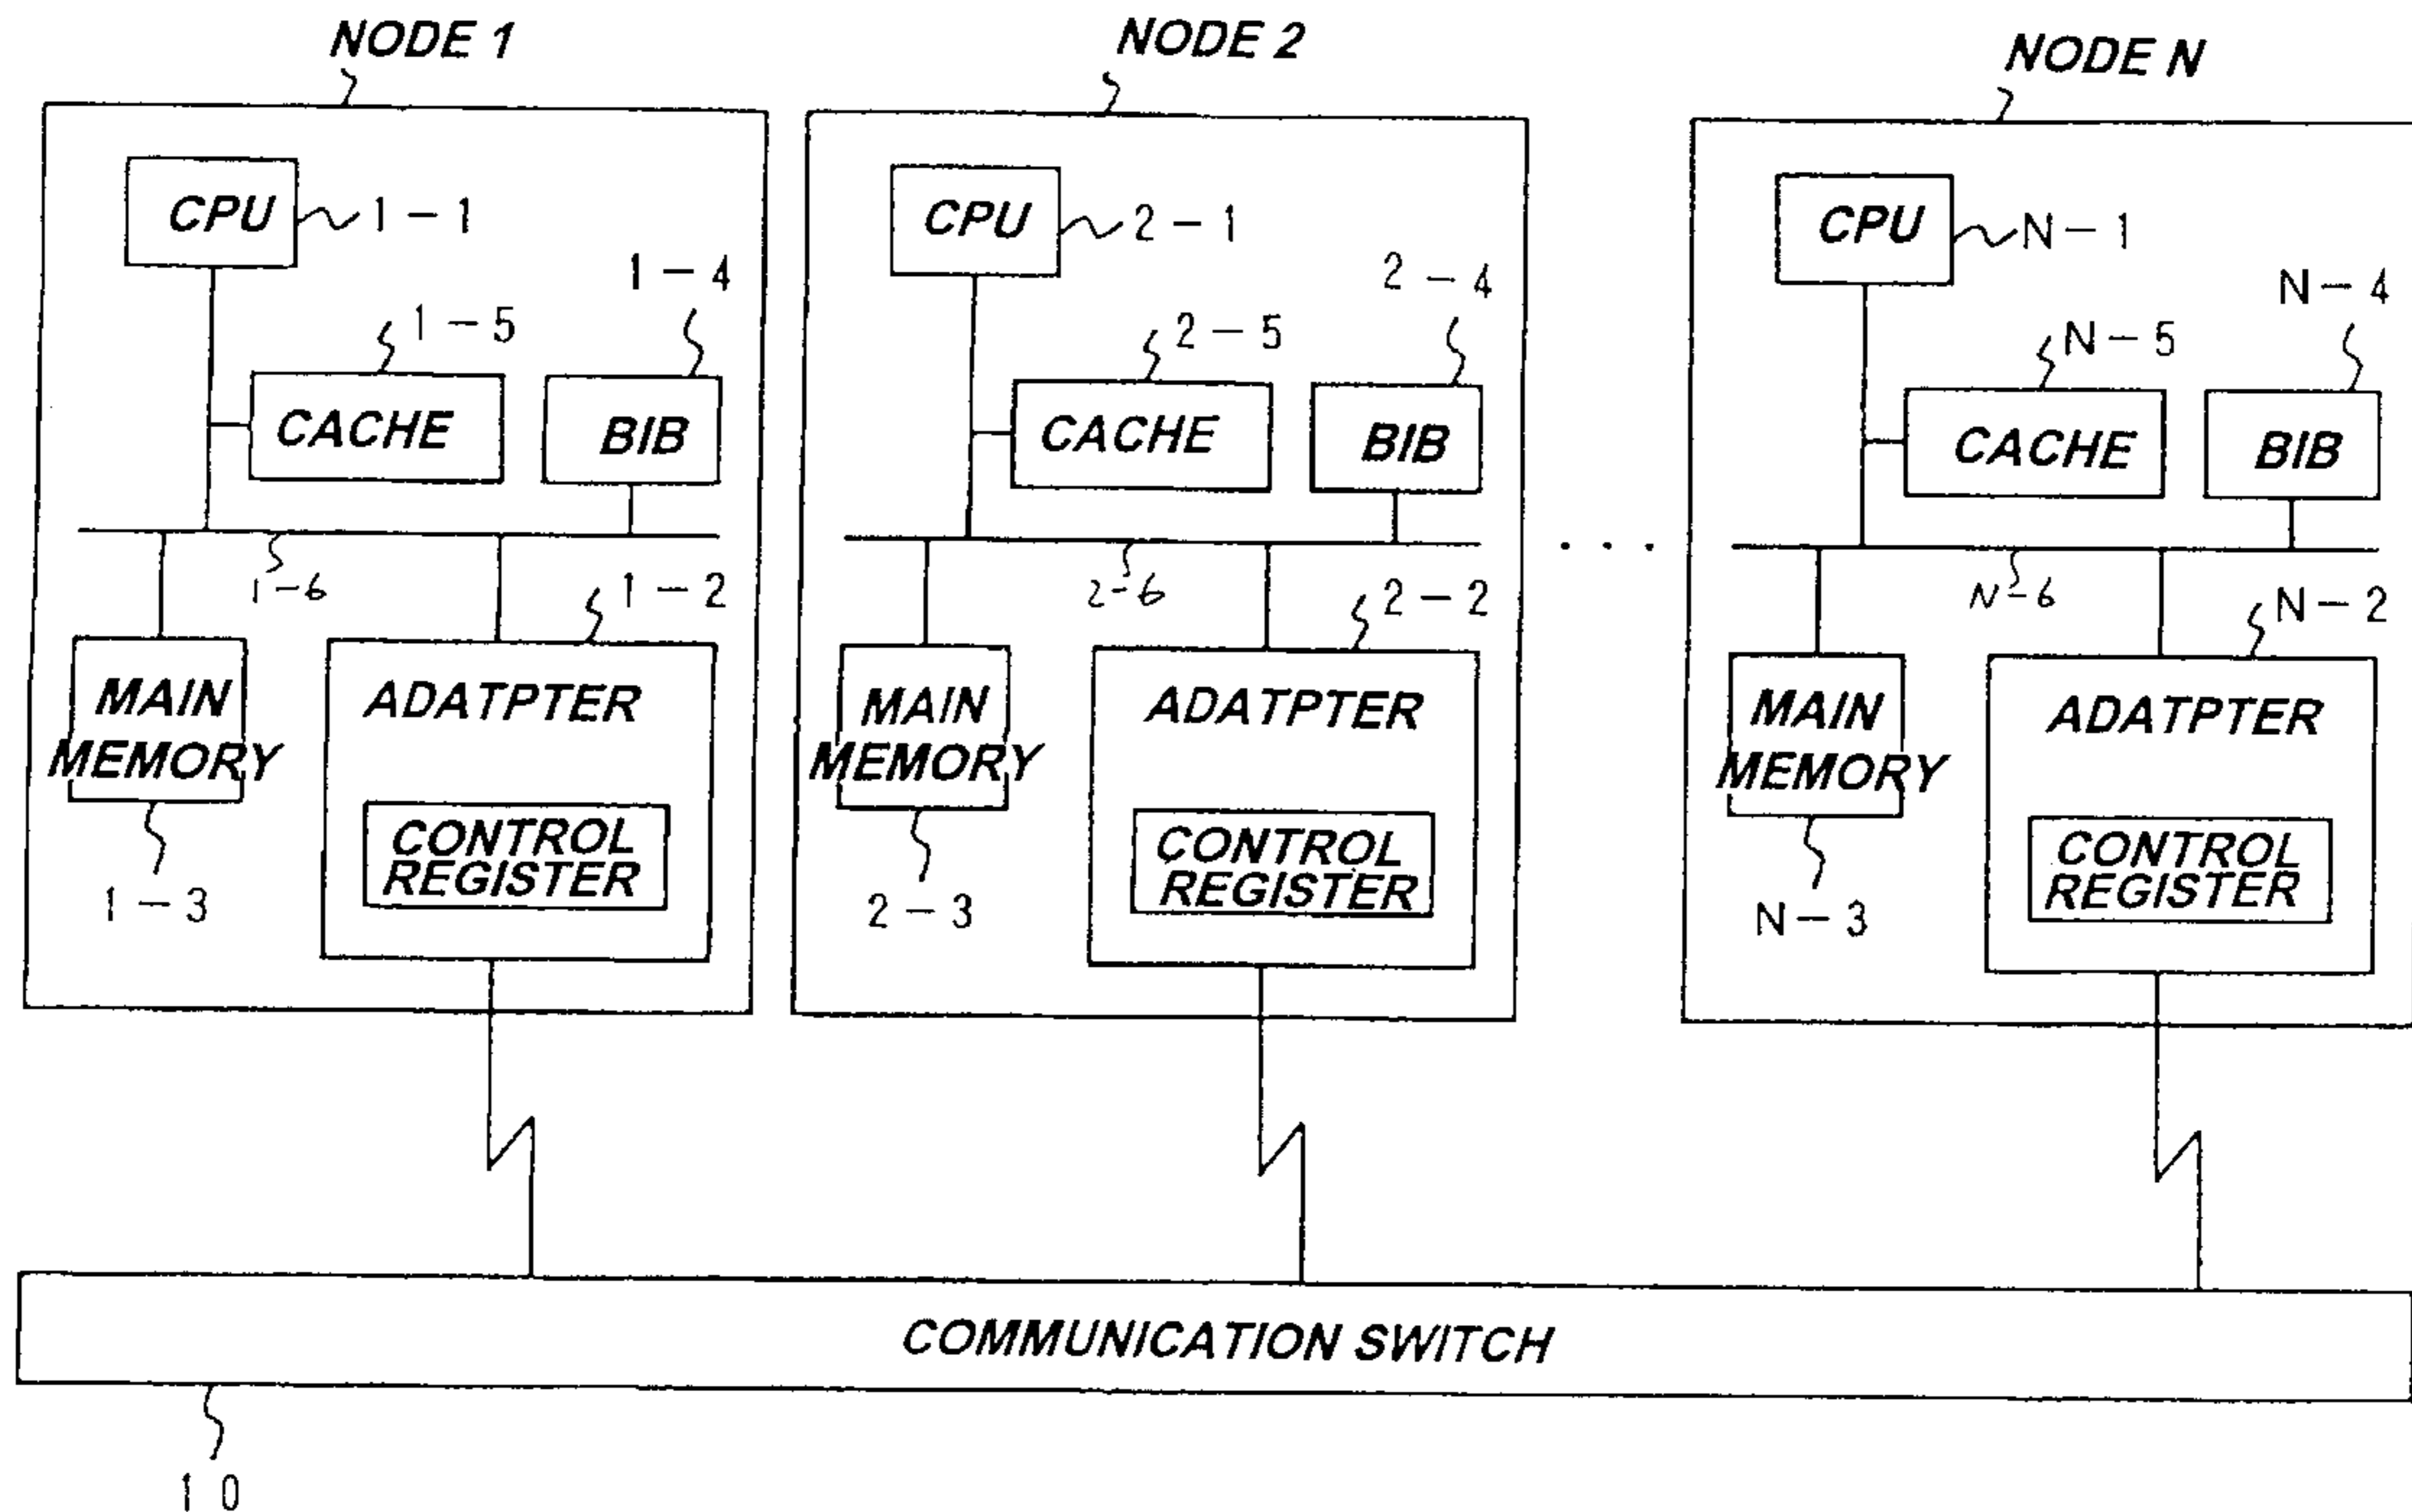 NODE 1
NODE 2
NODE N
CPU
1-1
1-4
1-5
CACHE
BIB
1-6
1-2
MAIN
MEMORY
1-3
ADATPTER
CONTROL
REGISTER
CPU
2-1
2-4
2-5
CACHE
BIB
2-6
2-2
MAIN
MEMORY
2-3
ADATPTER
CONTROL
REGISTER
. . .
CPU
N-1
N-4
N-5
CACHE
BIB
N-6
N-2
MAIN
MEMORY
N-3
ADATPTER
CONTROL
REGISTER
COMMUNICATION SWITCH
10